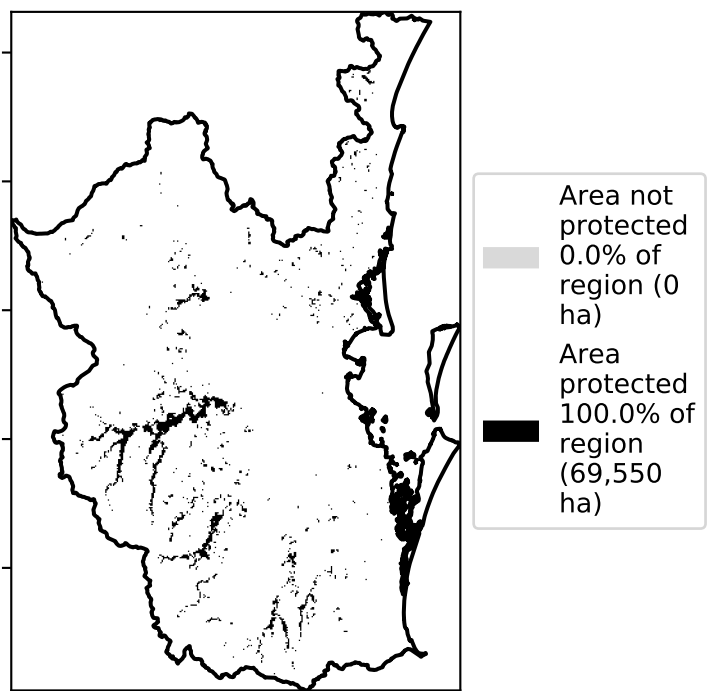 Area not
protected
0.0% of
region (0
ha)
Area
protected
100.0% of
region
(69,550
ha)